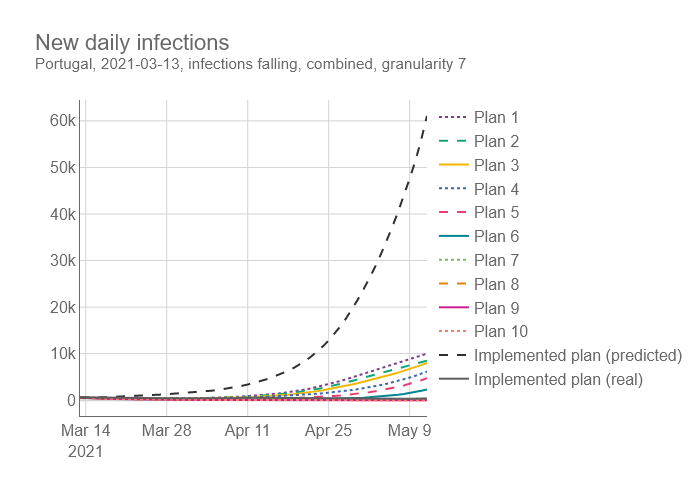 New daily infections
Portugal, 2021-03-13, infections falling, combined, granularity 7
60k
50k
40k
30k
20k
10k
0
Mar 14
2021
Mar 28
Apr 11
Apr 25
May 9
Plan 1
Plan 2
Plan 3
Plan 4
Plan 5
Plan 6
Plan 7
Plan 8
Plan 9
Plan 10
Implemented plan (predicted)
Implemented plan (real)